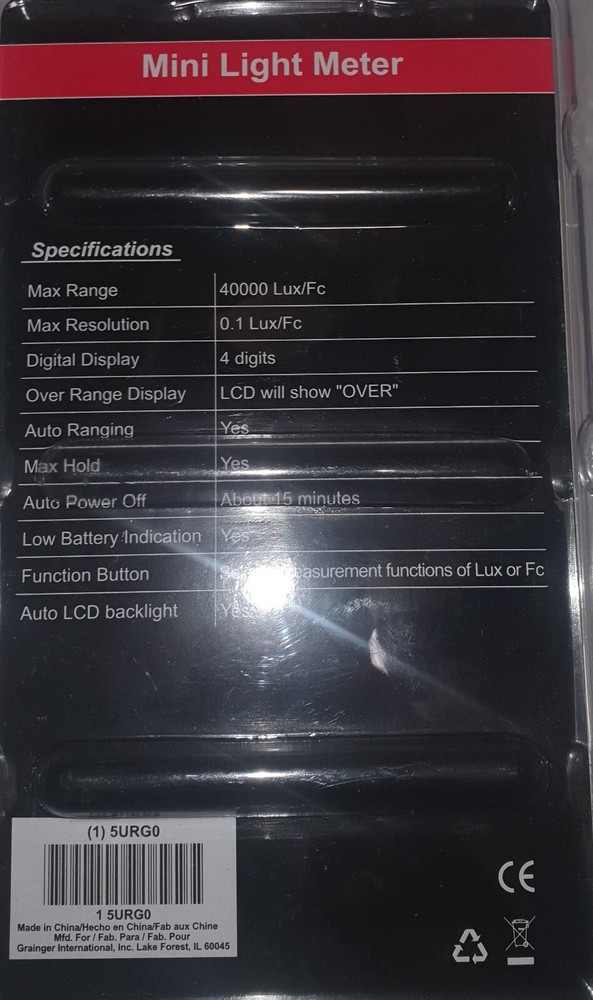 Mini Light Meter
Specifications
Max Range 40000 Lux/Fc
Max Resolution 0.1 Lux/Fc
Digital Display 4 digits
Over Range Display LCD will show "OVER"
Auto Ranging Yes
Max Hold Yes
Auto Power Off About 15 minutes
Low Battery Indication Yes
Function Button measurement functions of Lux or Fc
Auto LCD backlight Yes
(1) 5URG0
1 5URG0
Made in China/Hecho en China/Fab aux Chine
Mfd. For / Fab. Para / Fab. Pour
Grainger International, Inc. Lake Forest, IL 60045
CE